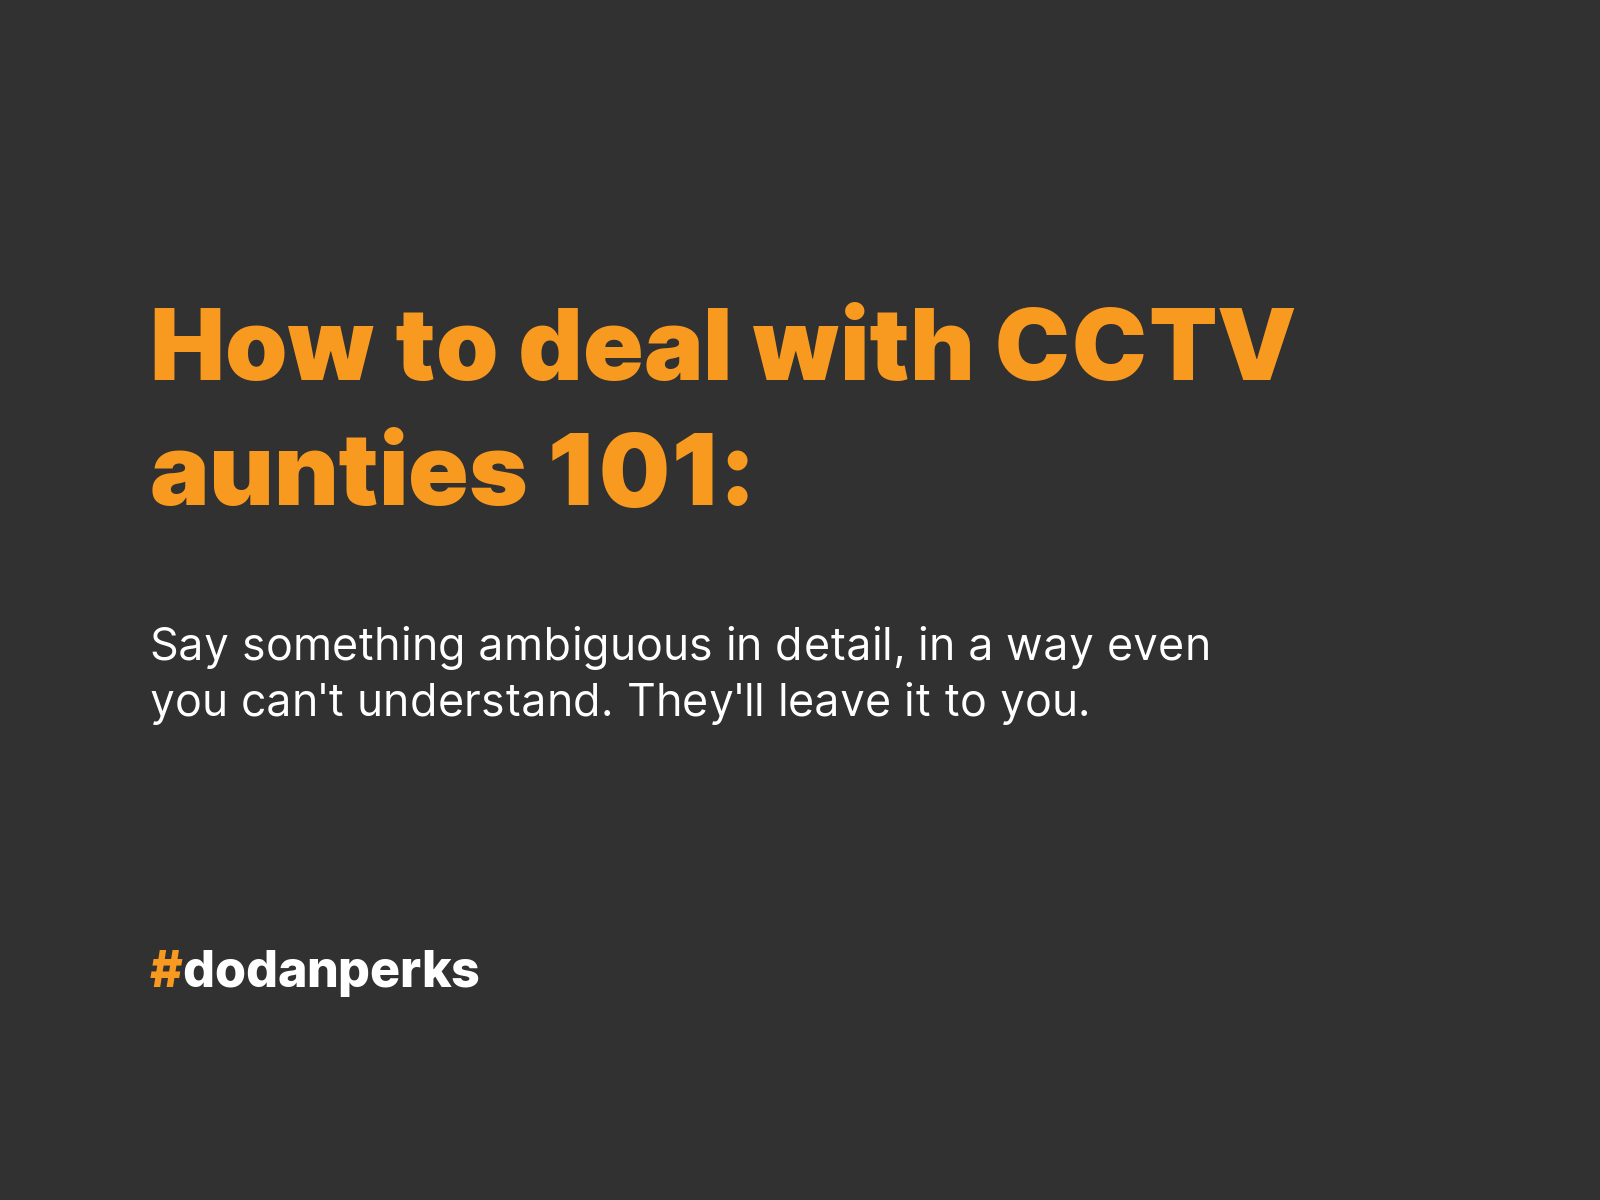 How to deal with CCTV
aunties 101:
Say something ambiguous in detail, in a way even
you can't understand. They'll leave it to you.
#dodanperks